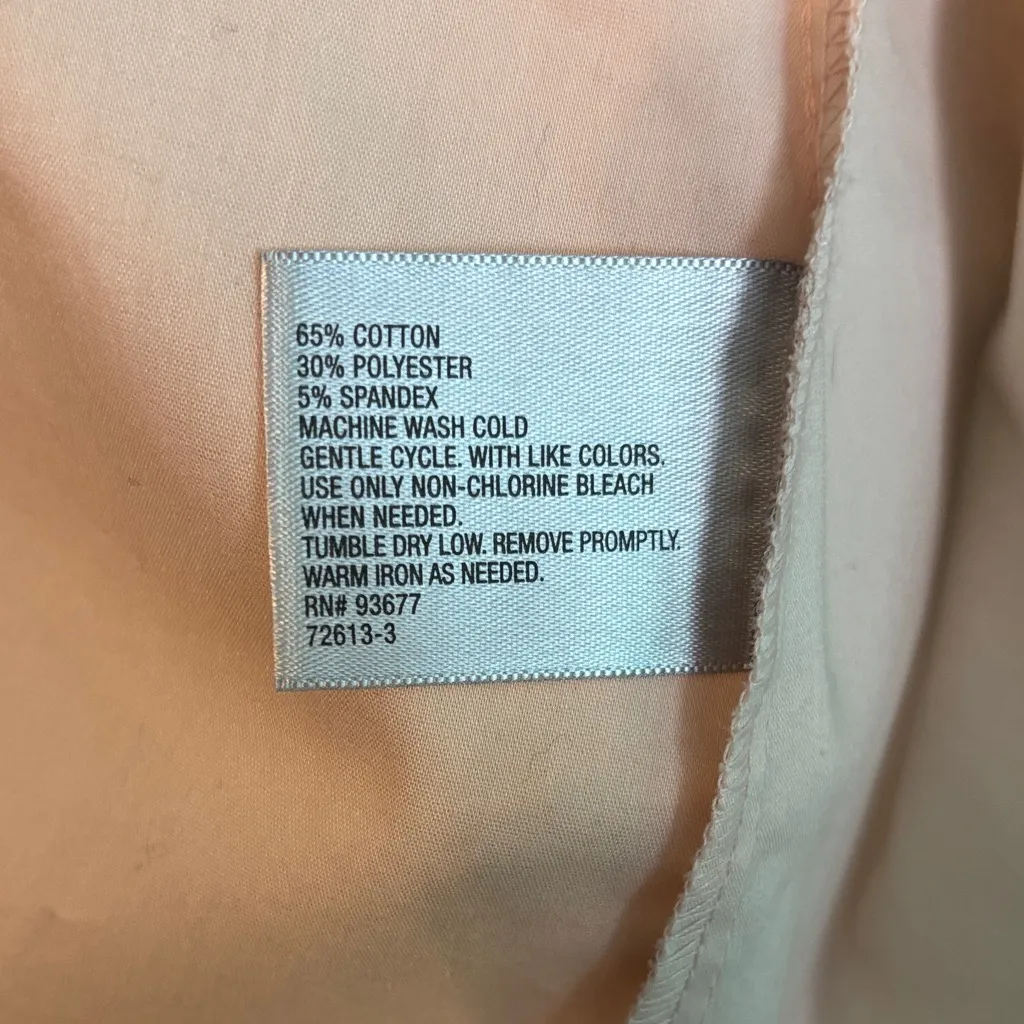 65% COTTON
30% POLYESTER
5% SPANDEX
MACHINE WASH COLD
GENTLE CYCLE. WITH LIKE COLORS.
USE ONLY NON-CHLORINE BLEACH
WHEN NEEDED.
TUMBLE DRY LOW. REMOVE PROMPTLY.
WARM IRON AS NEEDED.
RN# 93677
72613-3